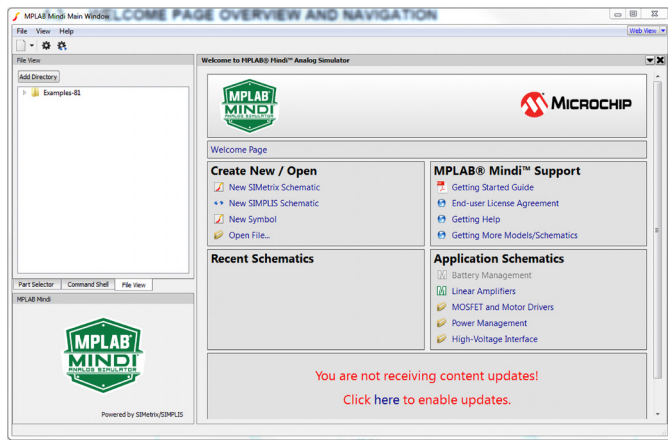 WELCOME PAGE OVERVIEW AND NAVIGATION
MPLAB Mindi Main Window
File View Help
Web View
File View
Add Directory
Examples-81
Part Selector
Command Shell
File View
MPLAB Mindi
MPLAB
MINDI
ANALOG SIMULATOR
Powered by SIMetrix/SIMPLIS
Welcome to MPLAB® Mindi™ Analog Simulator
MPLAB
MINDI
ANALOG SIMULATOR
MICROCHIP
Welcome Page
Create New / Open
New SIMetrix Schematic
New SIMPLIS Schematic
New Symbol
Open File...
MPLAB® Mindi™ Support
Getting Started Guide
End-user License Agreement
Getting Help
Getting More Models/Schematics
Recent Schematics
Application Schematics
Battery Management
Linear Amplifiers
MOSFET and Motor Drivers
Power Management
High-Voltage Interface
You are not receiving content updates!
Click here to enable updates.